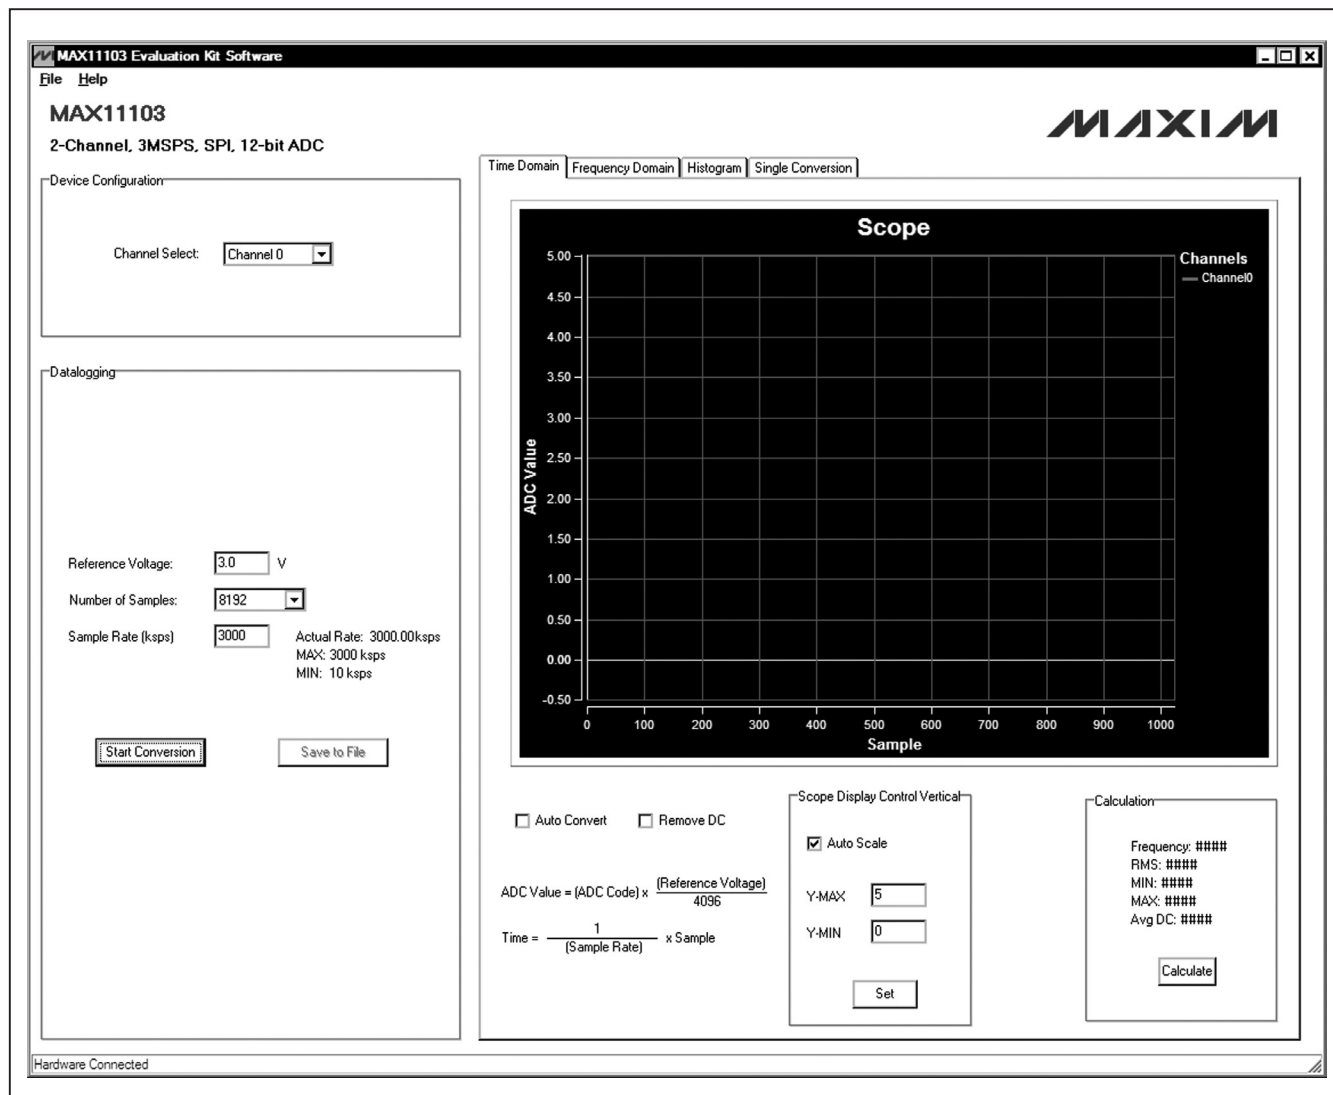 MAX11103 Evaluation Kit Software
File Help
MAX11103
2-Channel, 3MSPS, SPI, 12-bit ADC
MAXIM
Device Configuration
Channel Select: Channel 0
Datalogging
Reference Voltage: 3.0 V
Number of Samples: 8192
Sample Rate (ksps) 3000 Actual Rate: 3000.00ksps
MAX: 3000 ksps
MIN: 10 ksps
Start Conversion Save to File
Time Domain Frequency Domain Histogram Single Conversion
Scope
Channels
Channel0
ADC Value
5.00
4.50
4.00
3.50
3.00
2.50
2.00
1.50
1.00
0.50
0.00
-0.50
0 100 200 300 400 500 600 700 800 900 1000
Sample
Auto Convert Remove DC
ADC Value = (ADC Code) x (Reference Voltage)
4096
Time = 1 x Sample
(Sample Rate)
Scope Display Control Vertical
Auto Scale
Y-MAX 5
Y-MIN 0
Set
Calculation
Frequency: ####
RMS: ####
MIN: ####
MAX: ####
Avg DC: ####
Calculate
Hardware Connected